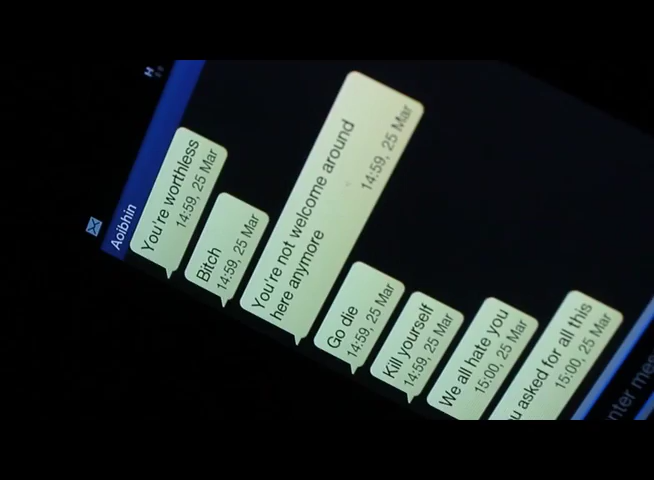 Aoibhin
You're worthless
14:59, 25 Mar
Bitch
14:59, 25 Mar
You're not welcome around
here anymore
14:59, 25 Mar
Go die
14:59, 25 Mar
Kill yourself
14:59, 25 Mar
We all hate you
15:00, 25 Mar
asked for all this
15:00, 25 Mar